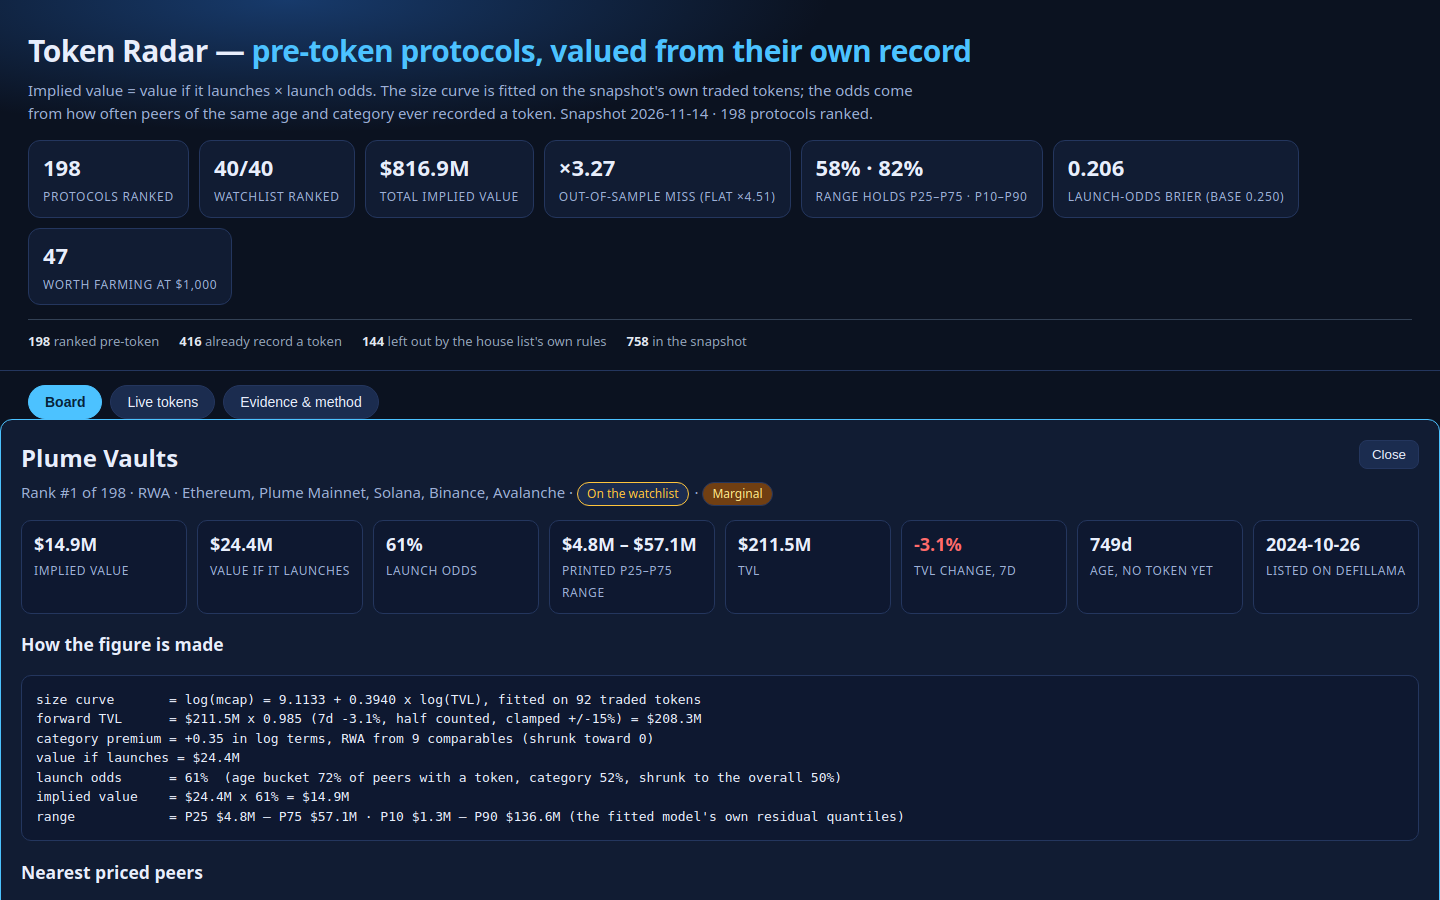 Token Radar — pre-token protocols, valued from their own record
Implied value = value if it launches × launch odds. The size curve is fitted on the snapshot's own traded tokens; the odds come
from how often peers of the same age and category ever recorded a token. Snapshot 2026-11-14 · 198 protocols ranked.
198
PROTOCOLS RANKED
40/40
WATCHLIST RANKED
$816.9M
TOTAL IMPLIED VALUE
×3.27
OUT-OF-SAMPLE MISS (FLAT ×4.51)
58% · 82%
RANGE HOLDS P25–P75 · P10–P90
0.206
LAUNCH-ODDS BRIER (BASE 0.250)
47
WORTH FARMING AT $1,000
198 ranked pre-token 416 already record a token 144 left out by the house list's own rules 758 in the snapshot
Board Live tokens Evidence & method
Plume Vaults
Close
Rank #1 of 198 · RWA · Ethereum, Plume Mainnet, Solana, Binance, Avalanche · On the watchlist · Marginal
$14.9M
IMPLIED VALUE
$24.4M
VALUE IF IT LAUNCHES
61%
LAUNCH ODDS
$4.8M – $57.1M
PRINTED P25–P75
RANGE
$211.5M
TVL
-3.1%
TVL CHANGE, 7D
749d
AGE, NO TOKEN YET
2024-10-26
LISTED ON DEFILLAMA
How the figure is made
size curve = log(mcap) = 9.1133 + 0.3940 x log(TVL), fitted on 92 traded tokens
forward TVL = $211.5M x 0.985 (7d -3.1%, half counted, clamped +/-15%) = $208.3M
category premium = +0.35 in log terms, RWA from 9 comparables (shrunk toward 0)
value if launches = $24.4M
launch odds = 61% (age bucket 72% of peers with a token, category 52%, shrunk to the overall 50%)
implied value = $24.4M x 61% = $14.9M
range = P25 $4.8M — P75 $57.1M · P10 $1.3M — P90 $136.6M (the fitted model's own residual quantiles)
Nearest priced peers